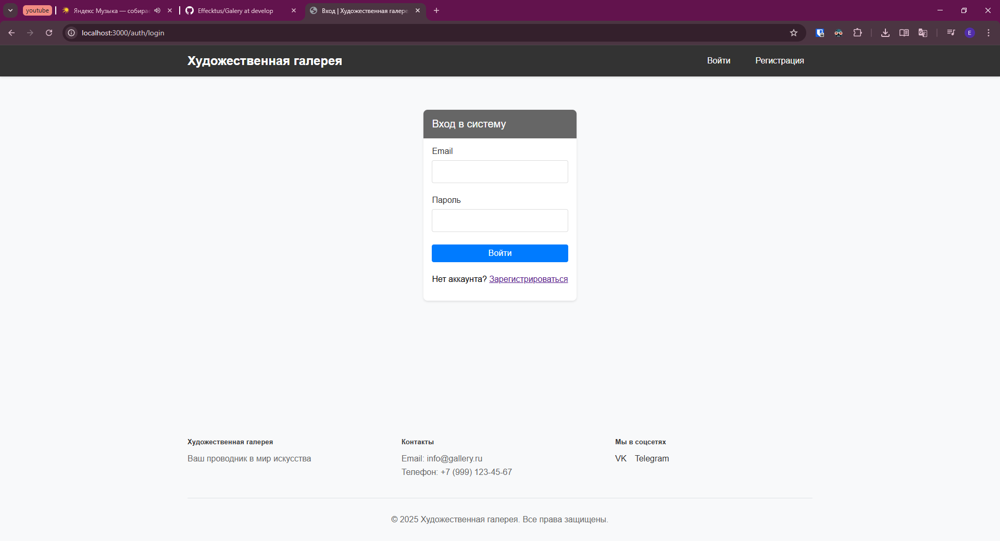 youtube
Яндекс Музыка — собирае
Effecktus/Galery at develop
Вход | Художественная галере
localhost:3000/auth/login
E
Художественная галерея
Войти
Регистрация
Вход в систему
Email
Пароль
Войти
Нет аккаунта? Зарегистрироваться
Художественная галерея
Ваш проводник в мир искусства
Контакты
Email: info@gallery.ru
Телефон: +7 (999) 123-45-67
Мы в соцсетях
VK Telegram
© 2025 Художественная галерея. Все права защищены.